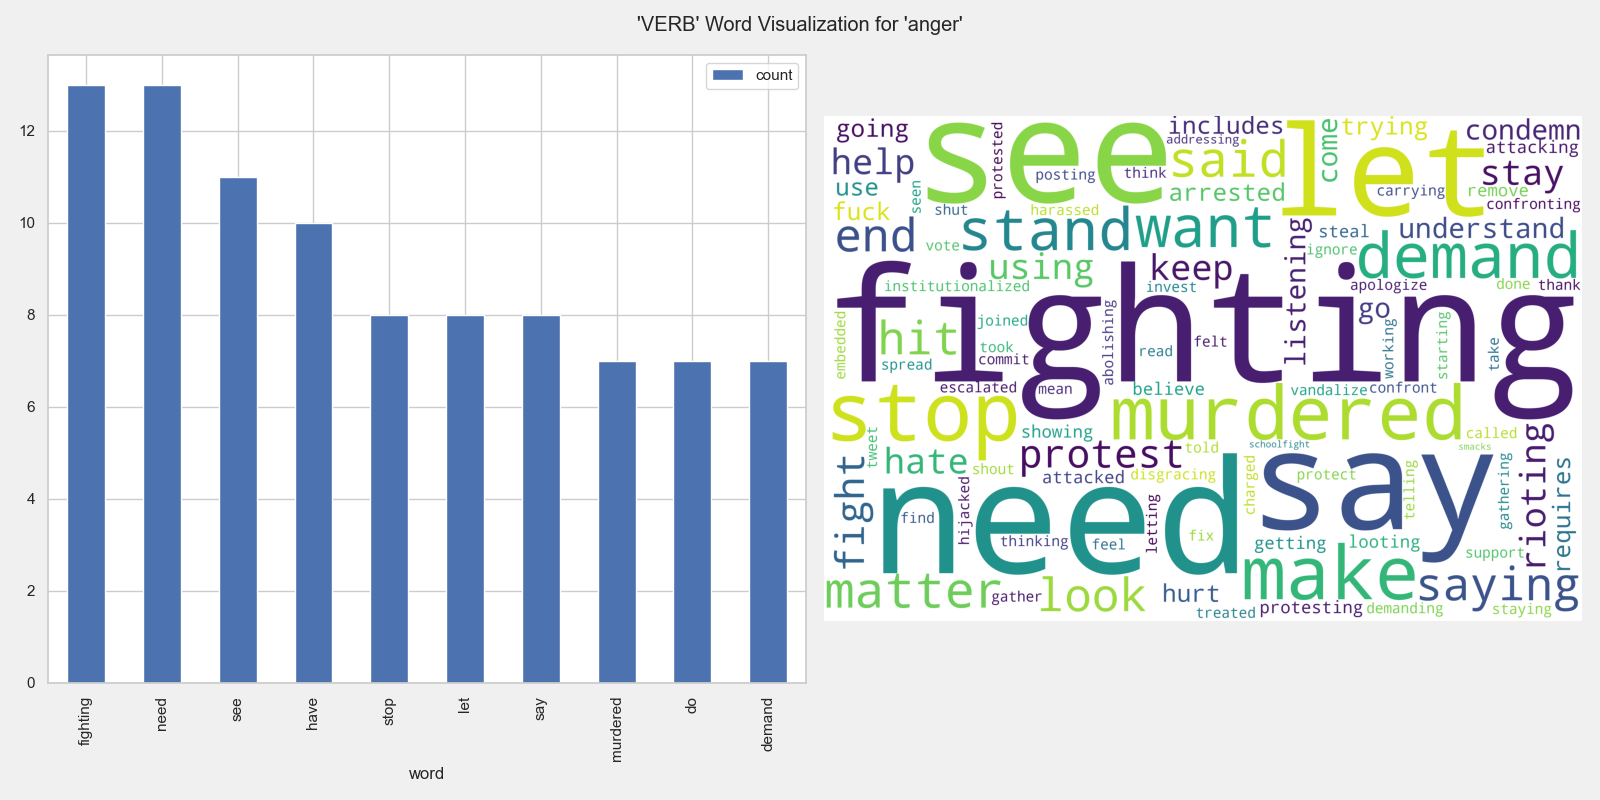 'VERB' Word Visualization for 'anger'
count
12
10
8
6
4
2
0
fighting
need
see
have
stop
let
say
murdered
do
demand
word
going
see
protested
includes
addressing
let
come
trying
condemn
attacking
help
posting
think
said
stay
use
seen
arrested
carrying
remove
fuck
shut
harassed
confronting
end
vote
stand
want
listening
steal
understand
ignore
demand
using
keep
institutionalized
invest
apologize
done
thank
fighting
embedded
hit
joined
took
commit
spread
abolishing
read
felt
go
working
starting
take
escalated
mean
believe
vandalize
confront
stop
murdered
showing
called
tweet
hate
shout
protest
told
schoolfight
smacks
attacked
disgracing
charged
say
protect
telling
gathering
rioting
requires
fight
need
find
hijacked
thinking
feel
letting
fix
getting
looting
support
matter
gather
look
hurt
make
saying
treated
protesting
demanding
staying